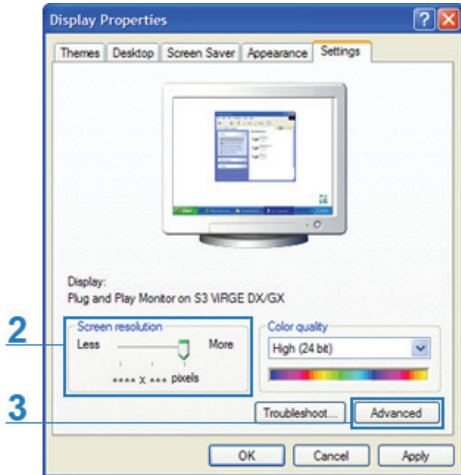 Display Properties
Themes Desktop Screen Saver Appearance Settings
Display:
Plug and Play Monitor on S3 VIRGE DX/GX
2
Screen resolution
Less More
**** X *** pixels
Color quality
High (24 bit)
3
Troubleshoot... Advanced
OK Cancel Apply